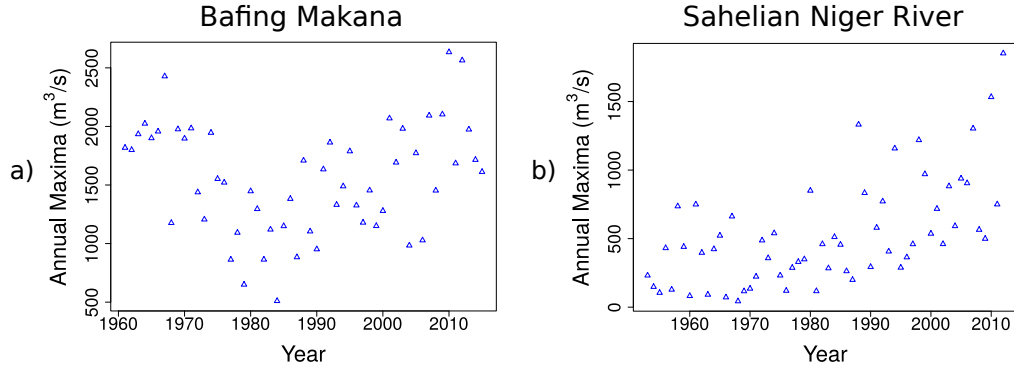 Bafing Makana
a)
Annual Maxima (m³/s)
2500
2000
1500
1000
500
1960 1970 1980 1990 2000 2010
Year
Sahelian Niger River
b)
Annual Maxima (m³/s)
1500
1000
500
0
1960 1970 1980 1990 2000 2010
Year